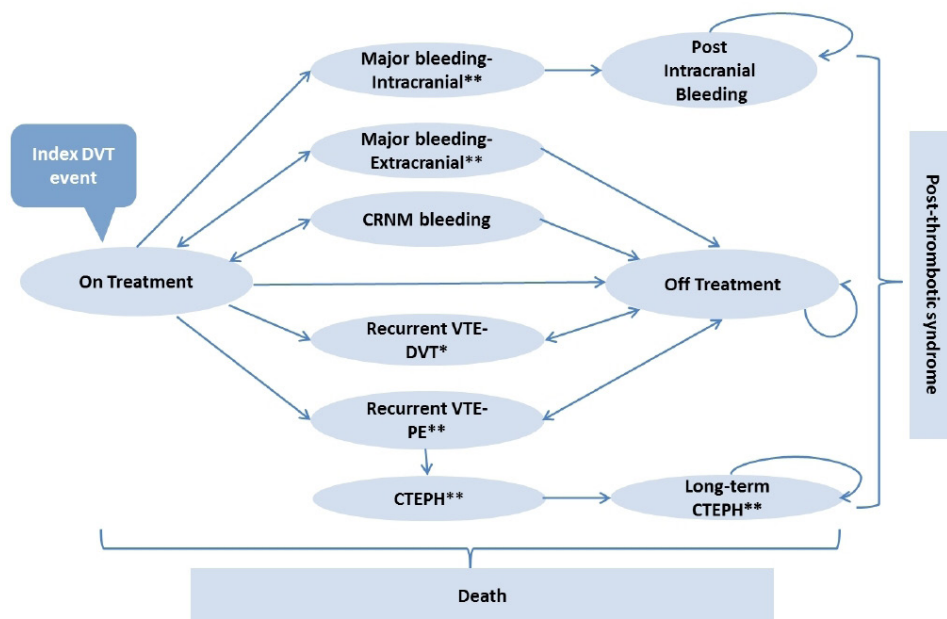 Major bleeding-
Intracranial**
Post
Intracranial
Bleeding
Index DVT
event
Major bleeding-
Extracranial**
CRNM bleeding
On Treatment
Off Treatment
Recurrent VTE-
DVT*
Recurrent VTE-
PE**
CTEPH**
Long-term
CTEPH**
Post-thrombotic syndrome
Death